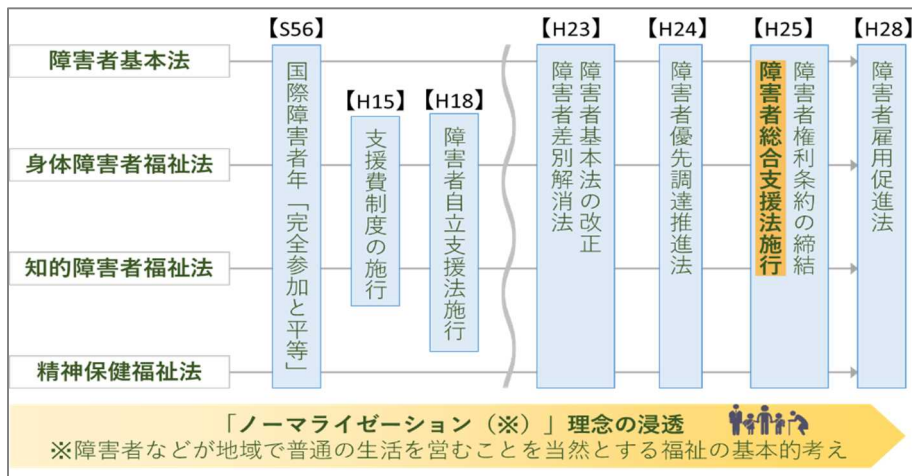 【S56】
【H15】
【H18】
【H23】
【H24】
【H25】
【H28】
障害者基本法
身体障害者福祉法
知的障害者福祉法
精神保健福祉法
国際障害者年「完全参加と平等」
支援費制度の施行
障害者自立支援法施行
障害者基本法の改正
障害者差別解消法
障害者優先調達推進法
障害者権利条約の締結
障害者総合支援法施行
障害者雇用促進法
「ノーマライゼーション（※）」理念の浸透
※障害者などが地域で普通の生活を営むことを当然とする福祉の基本的考え